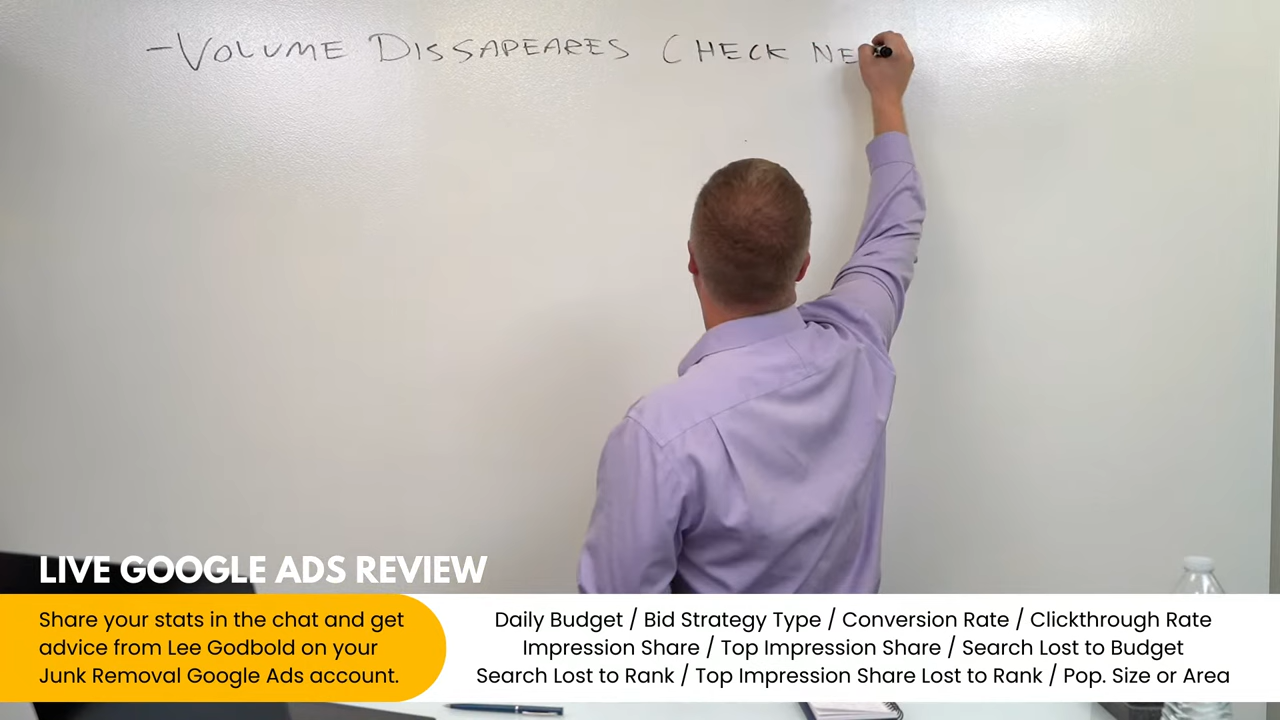 - VOLUME DISSAPEARES CHECK NE
LIVE GOOGLE ADS REVIEW
Share your stats in the chat and get
advice from Lee Godbold on your
Junk Removal Google Ads account.
Daily Budget / Bid Strategy Type / Conversion Rate / Clickthrough Rate
Impression Share / Top Impression Share / Search Lost to Budget
Search Lost to Rank / Top Impression Share Lost to Rank / Pop. Size or Area